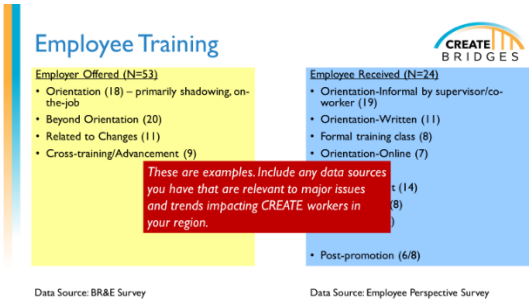 Employee Training
CREATE
BRIDGES
Employer Offered (N=53)
• Orientation (18) – primarily shadowing, on-
the-job
• Beyond Orientation (20)
• Related to Changes (11)
• Cross-training/Advancement (9)
Employee Received (N=24)
• Orientation-Informal by supervisor/co-
worker (19)
• Orientation-Written (11)
• Formal training class (8)
• Orientation-Online (7)
(14)
(8)
• Post-promotion (6/8)
These are examples. Include any data sources
you have that are relevant to major issues
and trends impacting CREATE workers in
your region.
Data Source: BR&E Survey
Data Source: Employee Perspective Survey